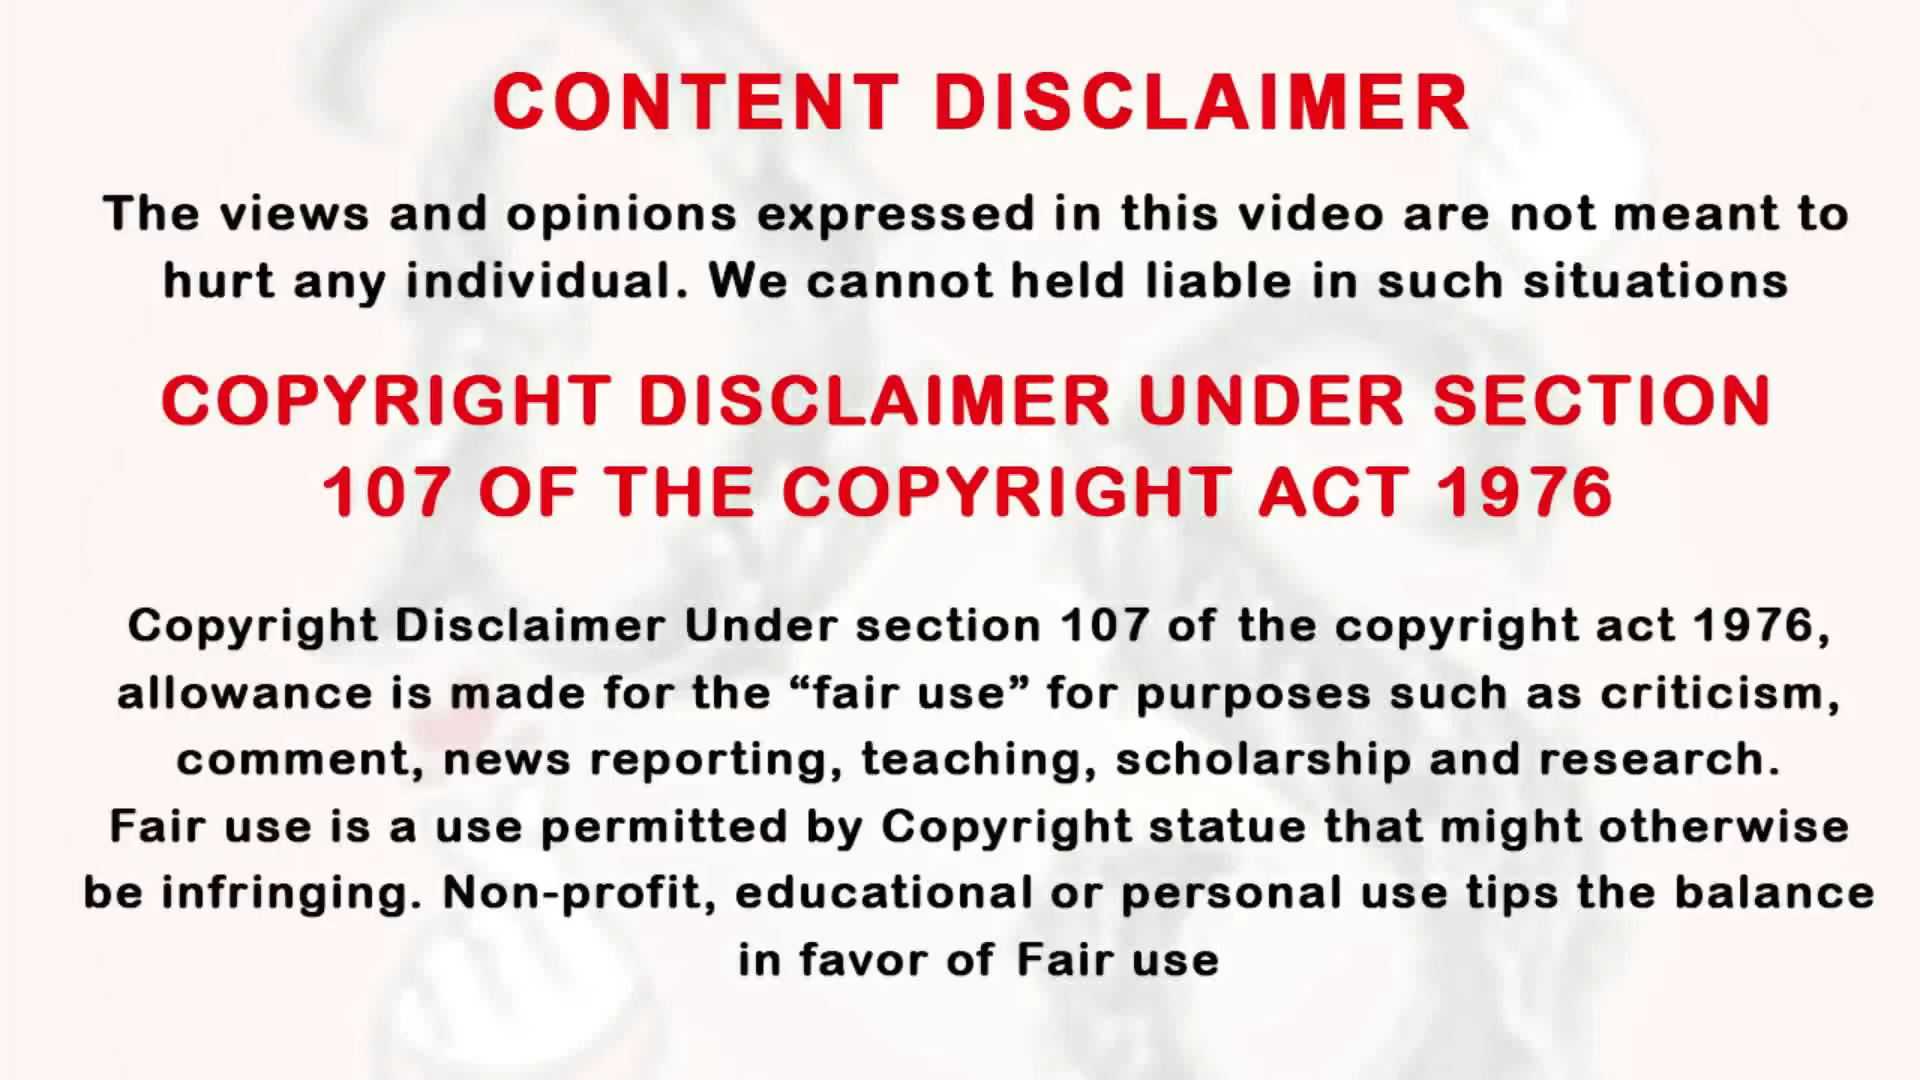 CONTENT DISCLAIMER
The views and opinions expressed in this video are not meant to
hurt any individual. We cannot held liable in such situations
COPYRIGHT DISCLAIMER UNDER SECTION
107 OF THE COPYRIGHT ACT 1976
Copyright Disclaimer Under section 107 of the copyright act 1976,
allowance is made for the “fair use” for purposes such as criticism,
comment, news reporting, teaching, scholarship and research.
Fair use is a use permitted by Copyright statue that might otherwise
be infringing. Non-profit, educational or personal use tips the balance
in favor of Fair use